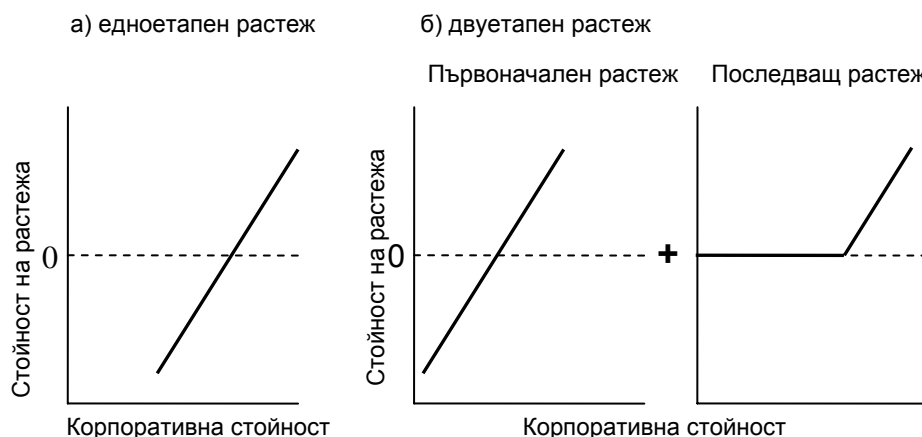 а) едноетапен растеж
б) двуетапен растеж
Първоначален растеж
Последващ растеж
Стойност на растежа
0
Стойност на растежа
0
+
Корпоративна стойност
Корпоративна стойност